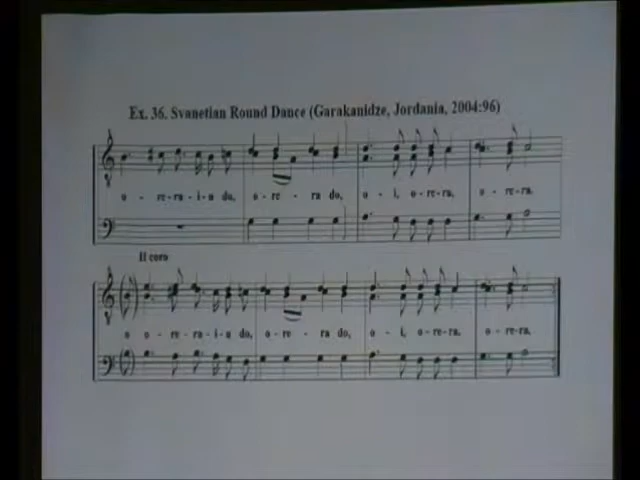 Ex. 36. Svanetian Round Dance (Garakanidze, Jordania, 2004:96)
o - re-ra-i-o do, o - re - ra do, o - i, o-re-ra, o - re-ra.
II coro
o o-re-ra-i-o do, o-re - ra do, o - i, o-re-ra, o - re-ra.